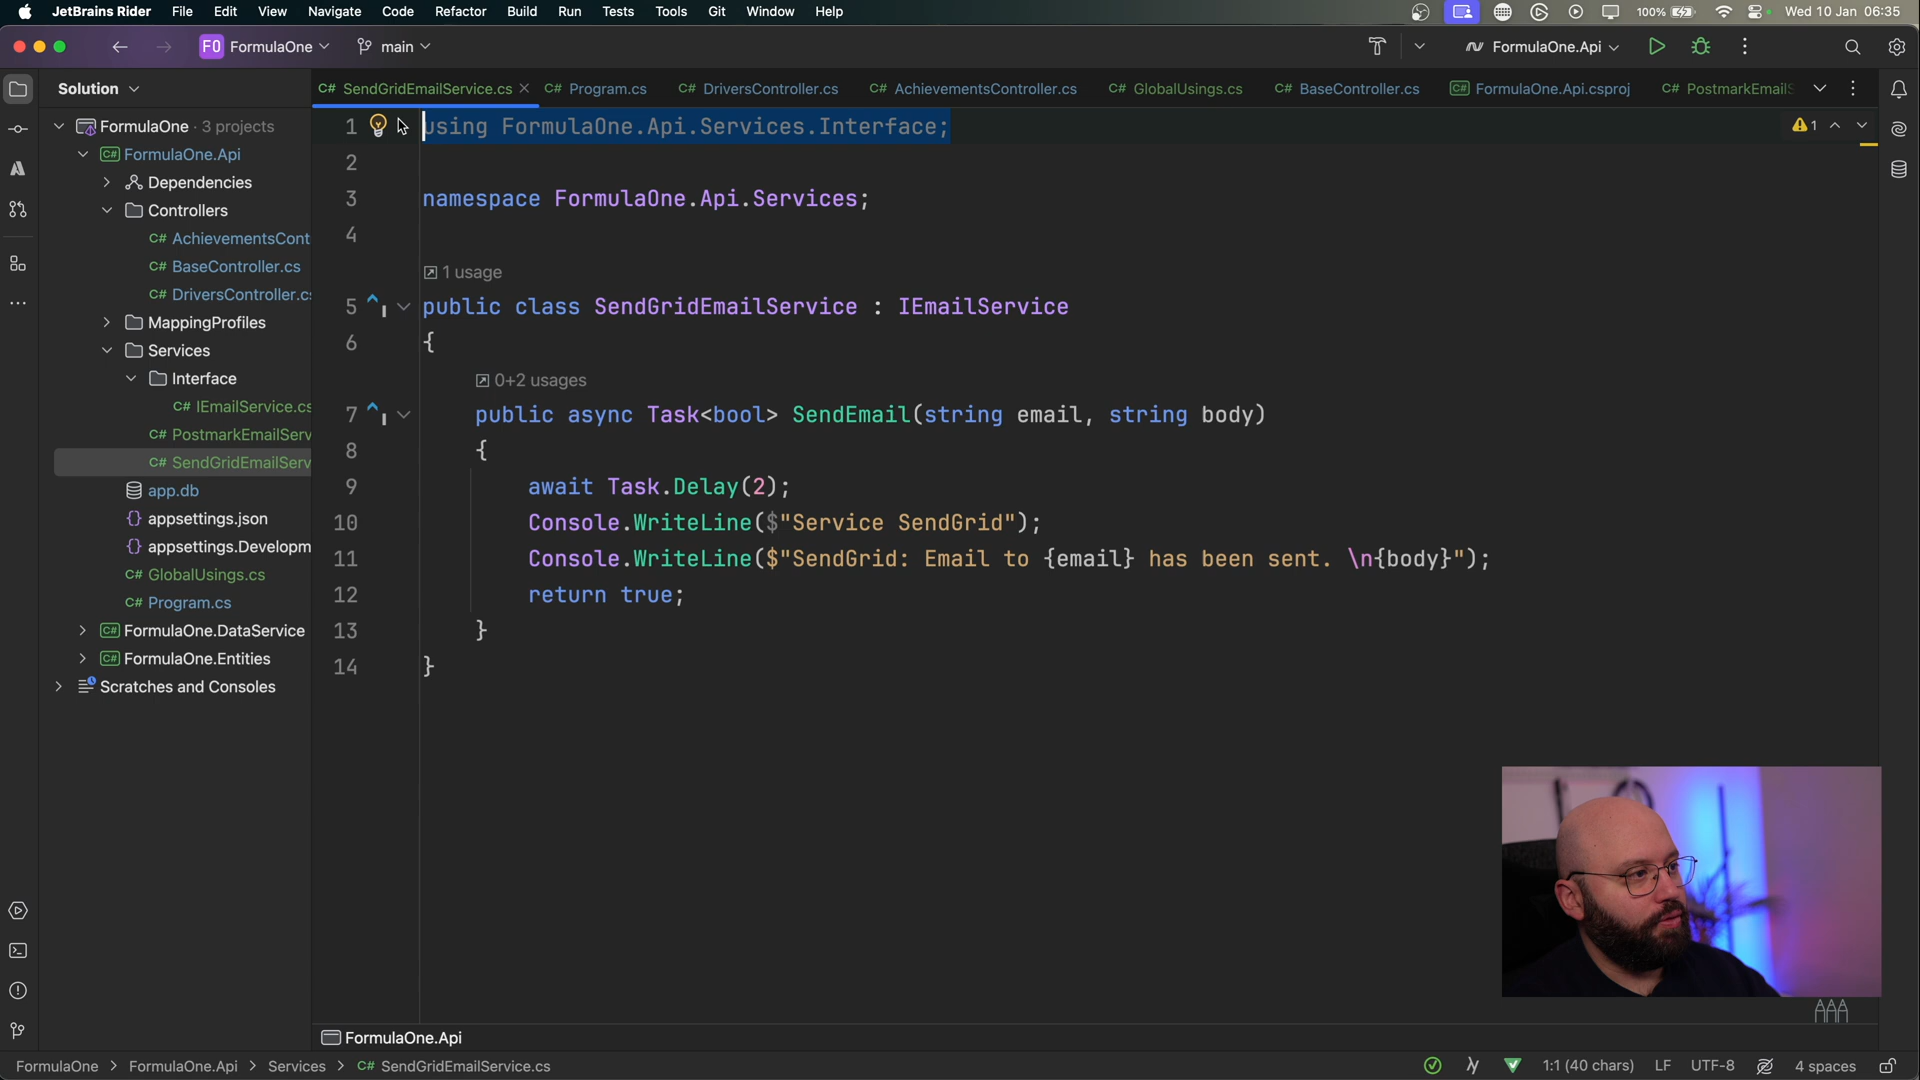 JetBrains Rider File Edit View Navigate Code Refactor Build Run Tests Tools Git Window Help 100% Wed 10 Jan 06:35
FO FormulaOne main FormulaOne.Api
Solution
C# SendGridEmailService.cs C# Program.cs C# DriversController.cs C# AchievementsController.cs C# GlobalUsings.cs C# BaseController.cs C# FormulaOne.Api.csproj C# PostmarkEmailS
FormulaOne · 3 projects
C# FormulaOne.Api
Dependencies
Controllers
C# AchievementsCont
C# BaseController.cs
C# DriversController.cs
MappingProfiles
Services
Interface
C# IEmailService.cs
C# PostmarkEmailServ
C# SendGridEmailServ
app.db
{} appsettings.json
{} appsettings.Developm
C# GlobalUsings.cs
C# Program.cs
C# FormulaOne.DataService
C# FormulaOne.Entities
Scratches and Consoles
1 using FormulaOne.Api.Services.Interface;
1
2
3 namespace FormulaOne.Api.Services;
4
1 usage
5 public class SendGridEmailService : IEmailService
6 {
0+2 usages
7 public async Task<bool> SendEmail(string email, string body)
8 {
9 await Task.Delay(2);
10 Console.WriteLine($"Service SendGrid");
11 Console.WriteLine($"SendGrid: Email to {email} has been sent. \n{body}");
12 return true;
13 }
14 }
FormulaOne.Api
FormulaOne > FormulaOne.Api > Services > C# SendGridEmailService.cs 1:1 (40 chars) LF UTF-8 4 spaces